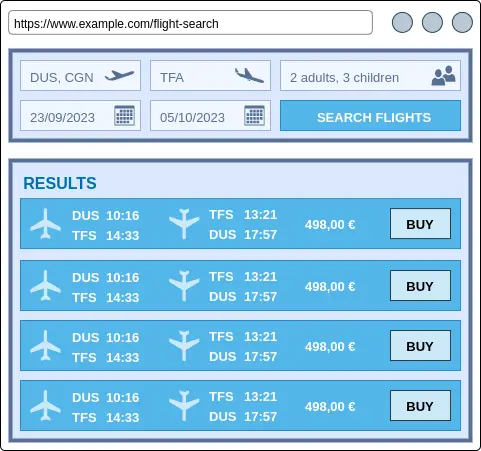 https://www.example.com/flight-search
DUS, CGN TFA 2 adults, 3 children
23/09/2023 05/10/2023 SEARCH FLIGHTS
RESULTS
DUS 10:16 TFS 13:21
TFS 14:33 DUS 17:57 498,00 € BUY
DUS 10:16 TFS 13:21
TFS 14:33 DUS 17:57 498,00 € BUY
DUS 10:16 TFS 13:21
TFS 14:33 DUS 17:57 498,00 € BUY
DUS 10:16 TFS 13:21
TFS 14:33 DUS 17:57 498,00 € BUY